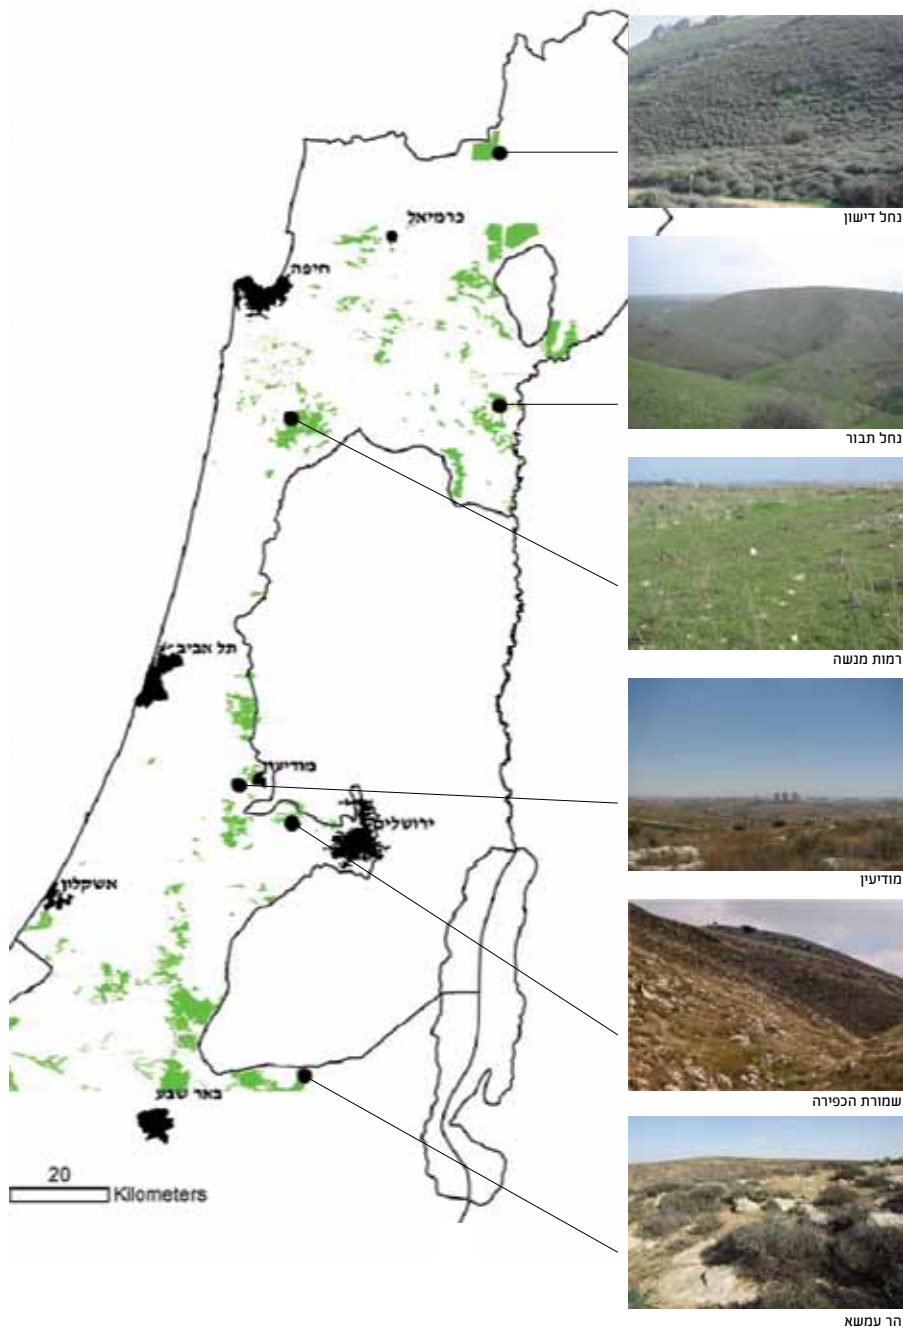 נחל דישון
כרמיאל
חיפה
נחל תבור
רמות מנשה
תל אביב
מודיעין
ירושלים
מודיעין
אשקלון
באר שבע
שמורת הכפירה
20
Kilometers
הר עמשא